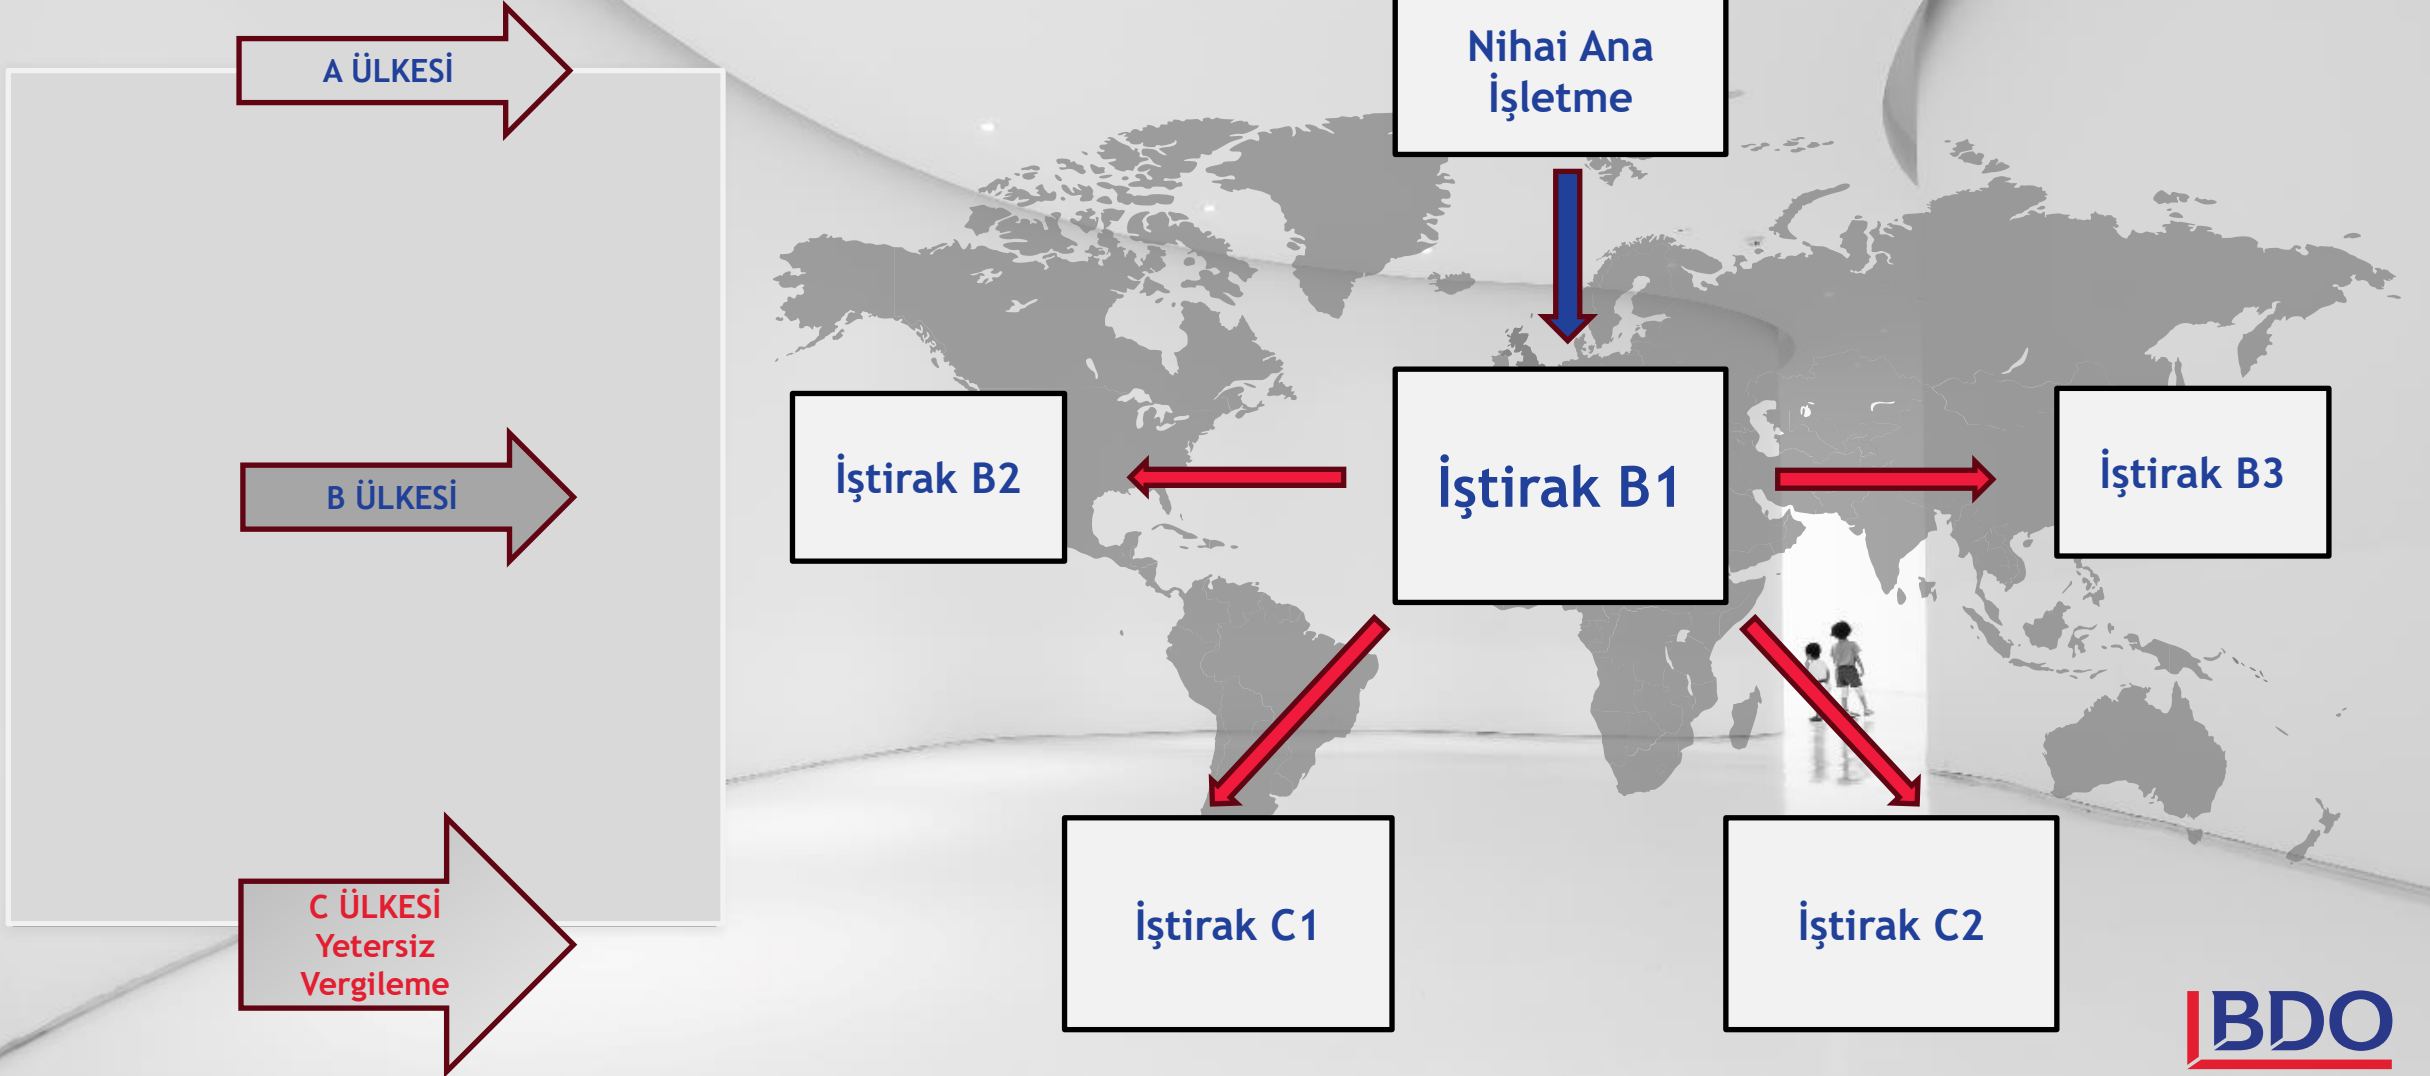 A ÜLKESİ
Nihai Ana
İşletme
B ÜLKESİ
İştirak B2
İştirak B1
İştirak B3
C ÜLKESİ
Yetersiz
Vergileme
İştirak C1
İştirak C2
BDO